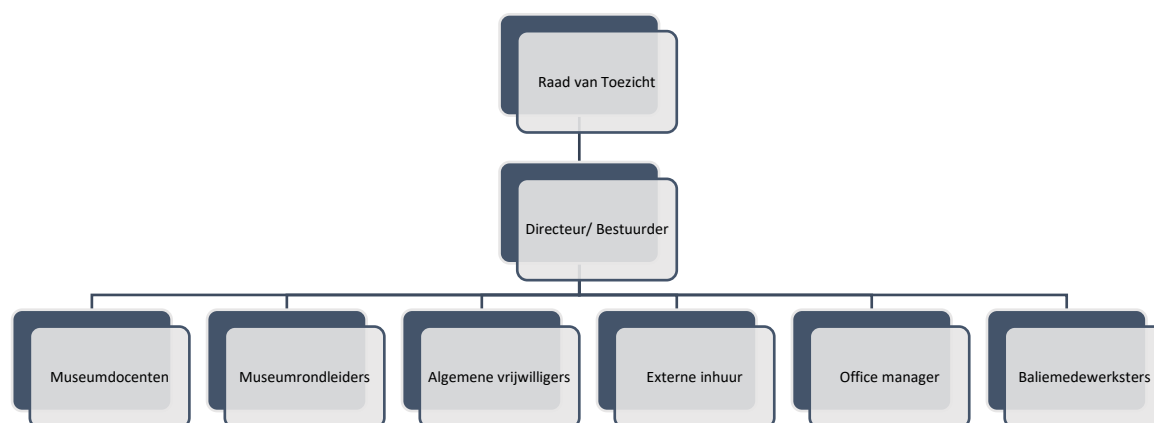 Raad van Toezicht
Directeur/ Bestuurder
Museumdocenten
Museumrondleiders
Algemene vrijwilligers
Externe inhuur
Office manager
Baliemedewerksters